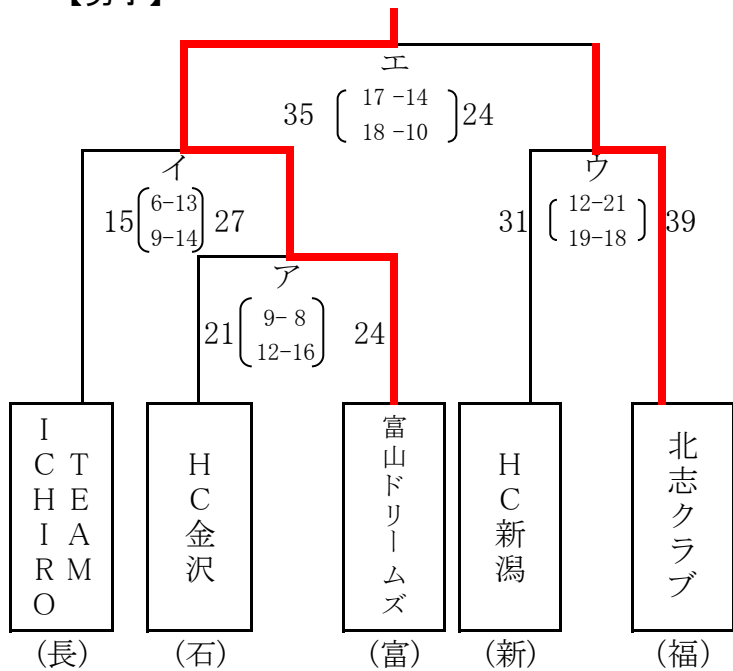 エ
35
17 -14
18 -10
24
イ
15
6-13
9-14
27
ウ
31
12-21
19-18
39
ア
21
9- 8
12-16
24
TEAM
ICHIRO
HC金沢
富山ドリームズ
HC新潟
北志クラブ
(長)
(石)
(富)
(新)
(福)